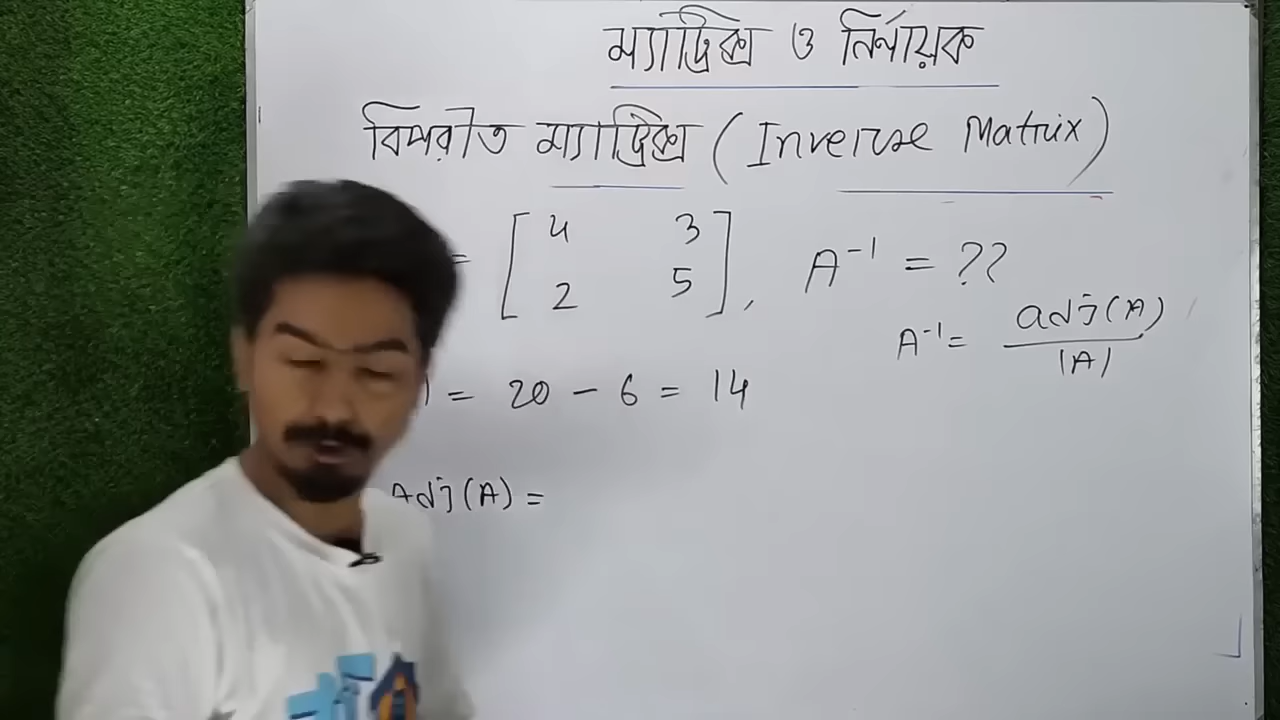 ম্যাট্রিক্স ও নির্নায়ক
বিপরীত ম্যাট্রিক্স (Inverse Matrix)
= [ 4 3
2 5 ], A⁻¹ = ??
A⁻¹ = adj(A)
|A|
| = 20 - 6 = 14
Adj(A) =